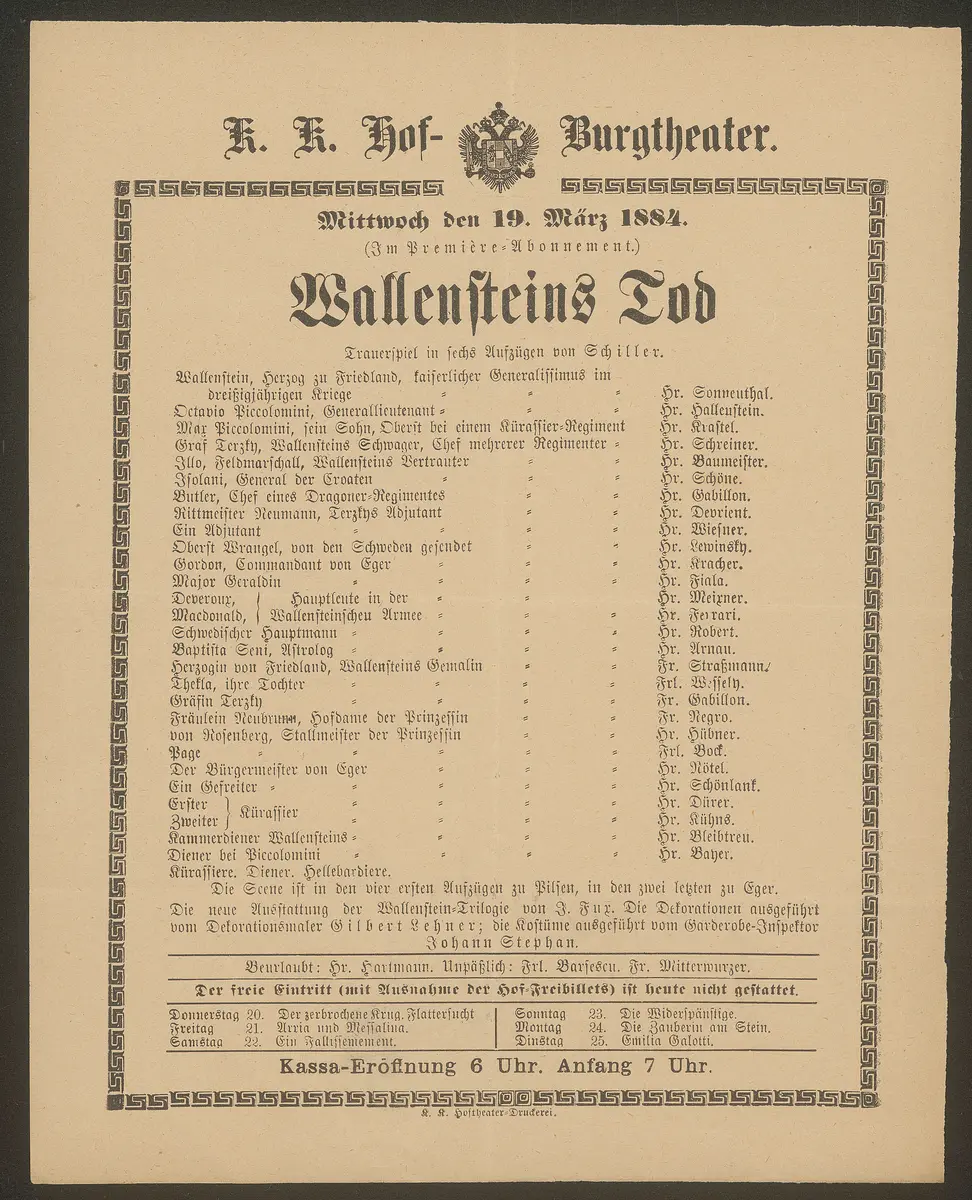 K. K. Hof-Burgtheater.
Mittwoch den 19. März 1884.
(Im Première-Abonnement.)
Wallensteins Tod
Trauerspiel in sechs Aufzügen von Schiller.
Wallenstein, Herzog zu Friedland, kaiserlicher Generalissimus im
dreißigjährigen Kriege Hr. Sonnenthal.
Octavio Piccolomini, Generallieutenant Hr. Hallenstein.
Max Piccolomini, sein Sohn, Oberst bei einem Kürassier-Regiment Hr. Krastel.
Graf Terzky, Wallensteins Schwager, Chef mehrerer Regimenter Hr. Schreiner.
Illo, Feldmarschall, Wallensteins Vertrauter Hr. Baumeister.
Isolani, General der Croaten Hr. Schöne.
Butler, Chef eines Dragoner-Regimentes Hr. Gabillon.
Rittmeister Neumann, Terzkys Adjutant Hr. Devrient.
Ein Adjutant Hr. Wiesner.
Oberst Wrangel, von den Schweden gesendet Hr. Lewinsky.
Gordon, Commandant von Eger Hr. Kracher.
Major Geraldin Hr. Fiala.
Deveroux, Hauptleute in der Hr. Meixner.
Macdonald, Wallensteinschen Armee Hr. Ferrari.
Schwedischer Hauptmann Hr. Robert.
Baptista Seni, Astrolog Hr. Arnau.
Herzogin von Friedland, Wallensteins Gemalin Fr. Straßmann.
Thekla, ihre Tochter Frl. Wessely.
Gräfin Terzky Fr. Gabillon.
Fräulein Neubrunn, Hofdame der Prinzessin Fr. Negro.
von Rosenberg, Stallmeister der Prinzessin Hr. Hübner.
Page Frl. Bock.
Der Bürgermeister von Eger Hr. Nötel.
Ein Gefreiter Hr. Schönlank.
Erster } Kürassier Hr. Dürer.
Zweiter } Hr. Kühns.
Kammerdiener Wallensteins Hr. Bleibtreu.
Diener bei Piccolomini Hr. Bayer.
Kürassiere. Diener. Hellebardiere.
Die Scene ist in den vier ersten Aufzügen zu Pilsen, in den zwei letzten zu Eger.
Die neue Ausstattung der Wallenstein-Trilogie von J. Fux. Die Dekorationen ausgeführt
vom Dekorationsmaler Gilbert Lehner; die Kostüme ausgeführt vom Garderobe-Inspektor
Johann Stephan.
Beurlaubt: Hr. Hartmann. Unpäßlich: Frl. Barsescu. Fr. Mitterwurzer.
Der freie Eintritt (mit Ausnahme der Hof-Freibillets) ist heute nicht gestattet.
Donnerstag 20. Der zerbrochene Krug. Flattersucht
Freitag 21. Arria und Messalina.
Samstag 22. Ein Fallissemement.
Sonntag 23. Die Widerspänstige.
Montag 24. Die Zauberin am Stein.
Dinstag 25. Emilia Galotti.
Kassa-Eröffnung 6 Uhr. Anfang 7 Uhr.
K. K. Hoftheater-Druckerei.